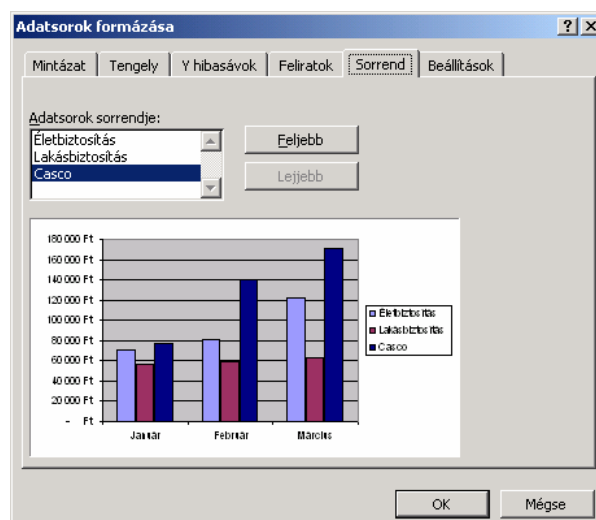 Adatsorok formázása
Mintázat Tengely Y hibasávok Feliratok Sorrend Beállítások
Adatsorok sorrendje:
Életbiztosítás
Lakásbiztosítás
Casco
Feljebb
Lejjebb
180 000 Ft
160 000 Ft
140 000 Ft
120 000 Ft
100 000 Ft
80 000 Ft
60 000 Ft
40 000 Ft
20 000 Ft
- Ft
Január Február Március
Életbiztosítás
Lakásbiztosítás
Casco
OK Mégse